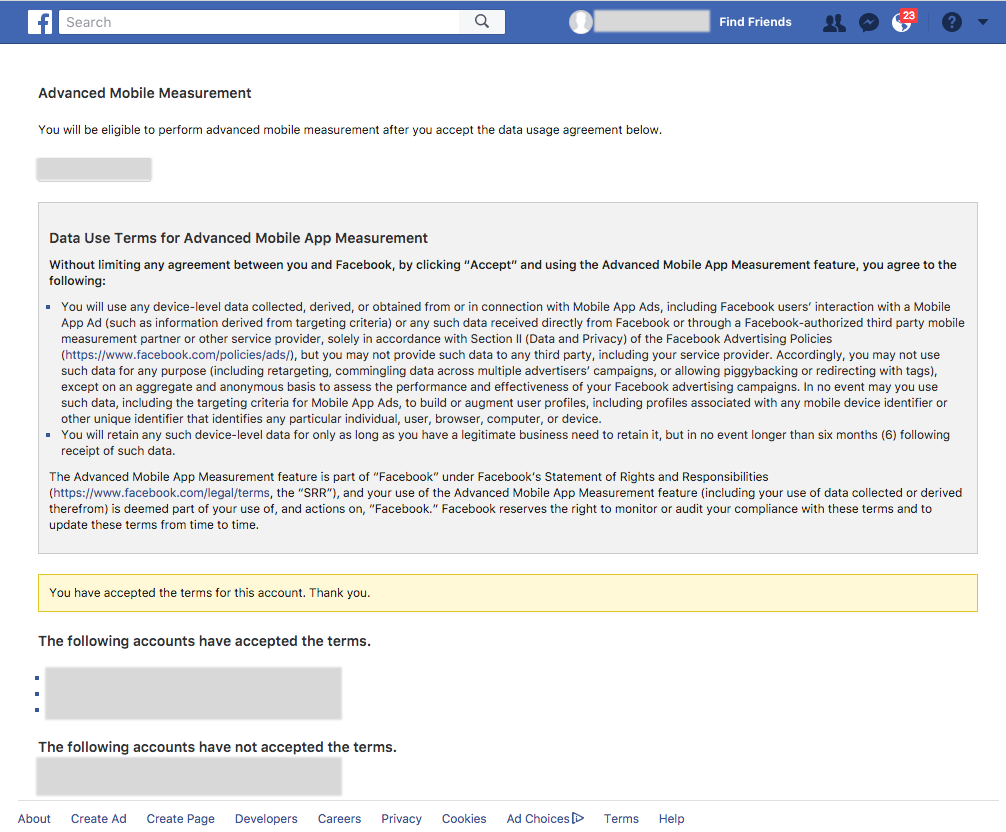 f
Search
Find Friends
23
?
Advanced Mobile Measurement
You will be eligible to perform advanced mobile measurement after you accept the data usage agreement below.
Data Use Terms for Advanced Mobile App Measurement
Without limiting any agreement between you and Facebook, by clicking “Accept” and using the Advanced Mobile App Measurement feature, you agree to the
following:
You will use any device-level data collected, derived, or obtained from or in connection with Mobile App Ads, including Facebook users’ interaction with a Mobile
App Ad (such as information derived from targeting criteria) or any such data received directly from Facebook or through a Facebook-authorized third party mobile
measurement partner or other service provider, solely in accordance with Section II (Data and Privacy) of the Facebook Advertising Policies
(https://www.facebook.com/policies/ads/), but you may not provide such data to any third party, including your service provider. Accordingly, you may not use
such data for any purpose (including retargeting, commingling data across multiple advertisers’ campaigns, or allowing piggybacking or redirecting with tags),
except on an aggregate and anonymous basis to assess the performance and effectiveness of your Facebook advertising campaigns. In no event may you use
such data, including the targeting criteria for Mobile App Ads, to build or augment user profiles, including profiles associated with any mobile device identifier or
other unique identifier that identifies any particular individual, user, browser, computer, or device.
You will retain any such device-level data for only as long as you have a legitimate business need to retain it, but in no event longer than six months (6) following
receipt of such data.
The Advanced Mobile App Measurement feature is part of “Facebook” under Facebook’s Statement of Rights and Responsibilities
(https://www.facebook.com/legal/terms, the “SRR”), and your use of the Advanced Mobile App Measurement feature (including your use of data collected or derived
therefrom) is deemed part of your use of, and actions on, “Facebook.” Facebook reserves the right to monitor or audit your compliance with these terms and to
update these terms from time to time.
You have accepted the terms for this account. Thank you.
The following accounts have accepted the terms.
The following accounts have not accepted the terms.
About Create Ad Create Page Developers Careers Privacy Cookies Ad Choices Terms Help